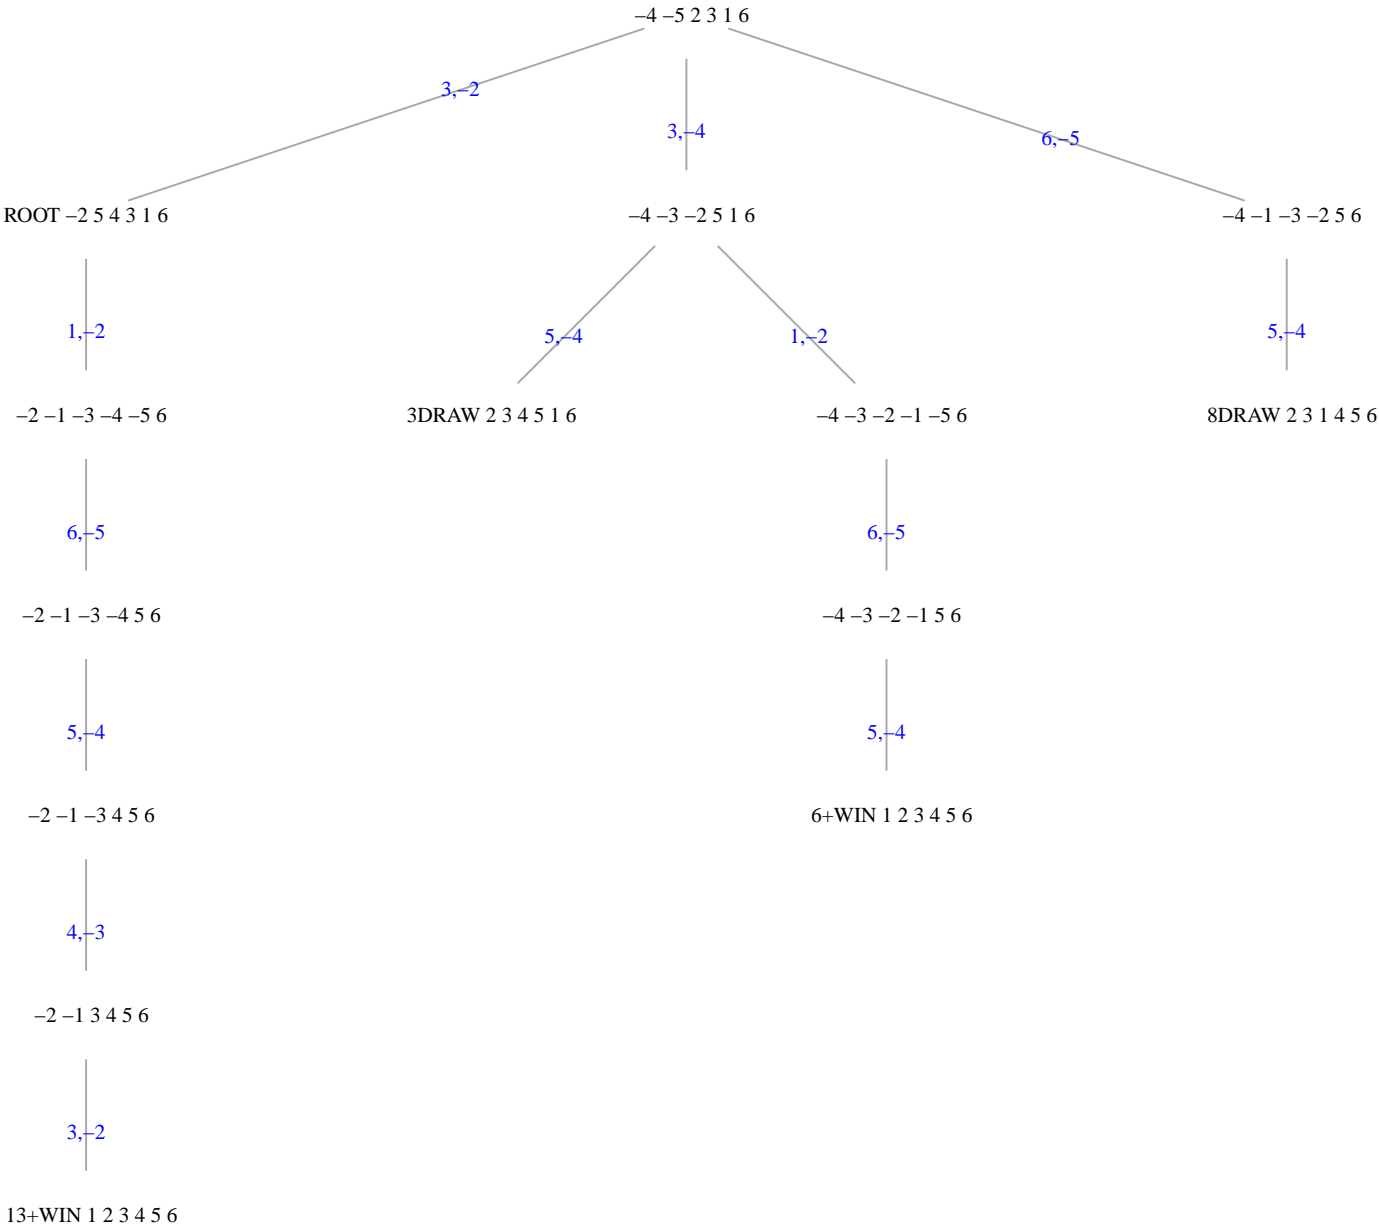 –4 –5 2 3 1 6
3,–2
3,–4
6,–5
ROOT –2 5 4 3 1 6
–4 –3 –2 5 1 6
–4 –1 –3 –2 5 6
1,–2
5,–4
1,–2
5,–4
–2 –1 –3 –4 –5 6
3DRAW 2 3 4 5 1 6
–4 –3 –2 –1 –5 6
8DRAW 2 3 1 4 5 6
6,–5
6,–5
–2 –1 –3 –4 5 6
–4 –3 –2 –1 5 6
5,–4
5,–4
–2 –1 –3 4 5 6
6+WIN 1 2 3 4 5 6
4,–3
–2 –1 3 4 5 6
3,–2
13+WIN 1 2 3 4 5 6